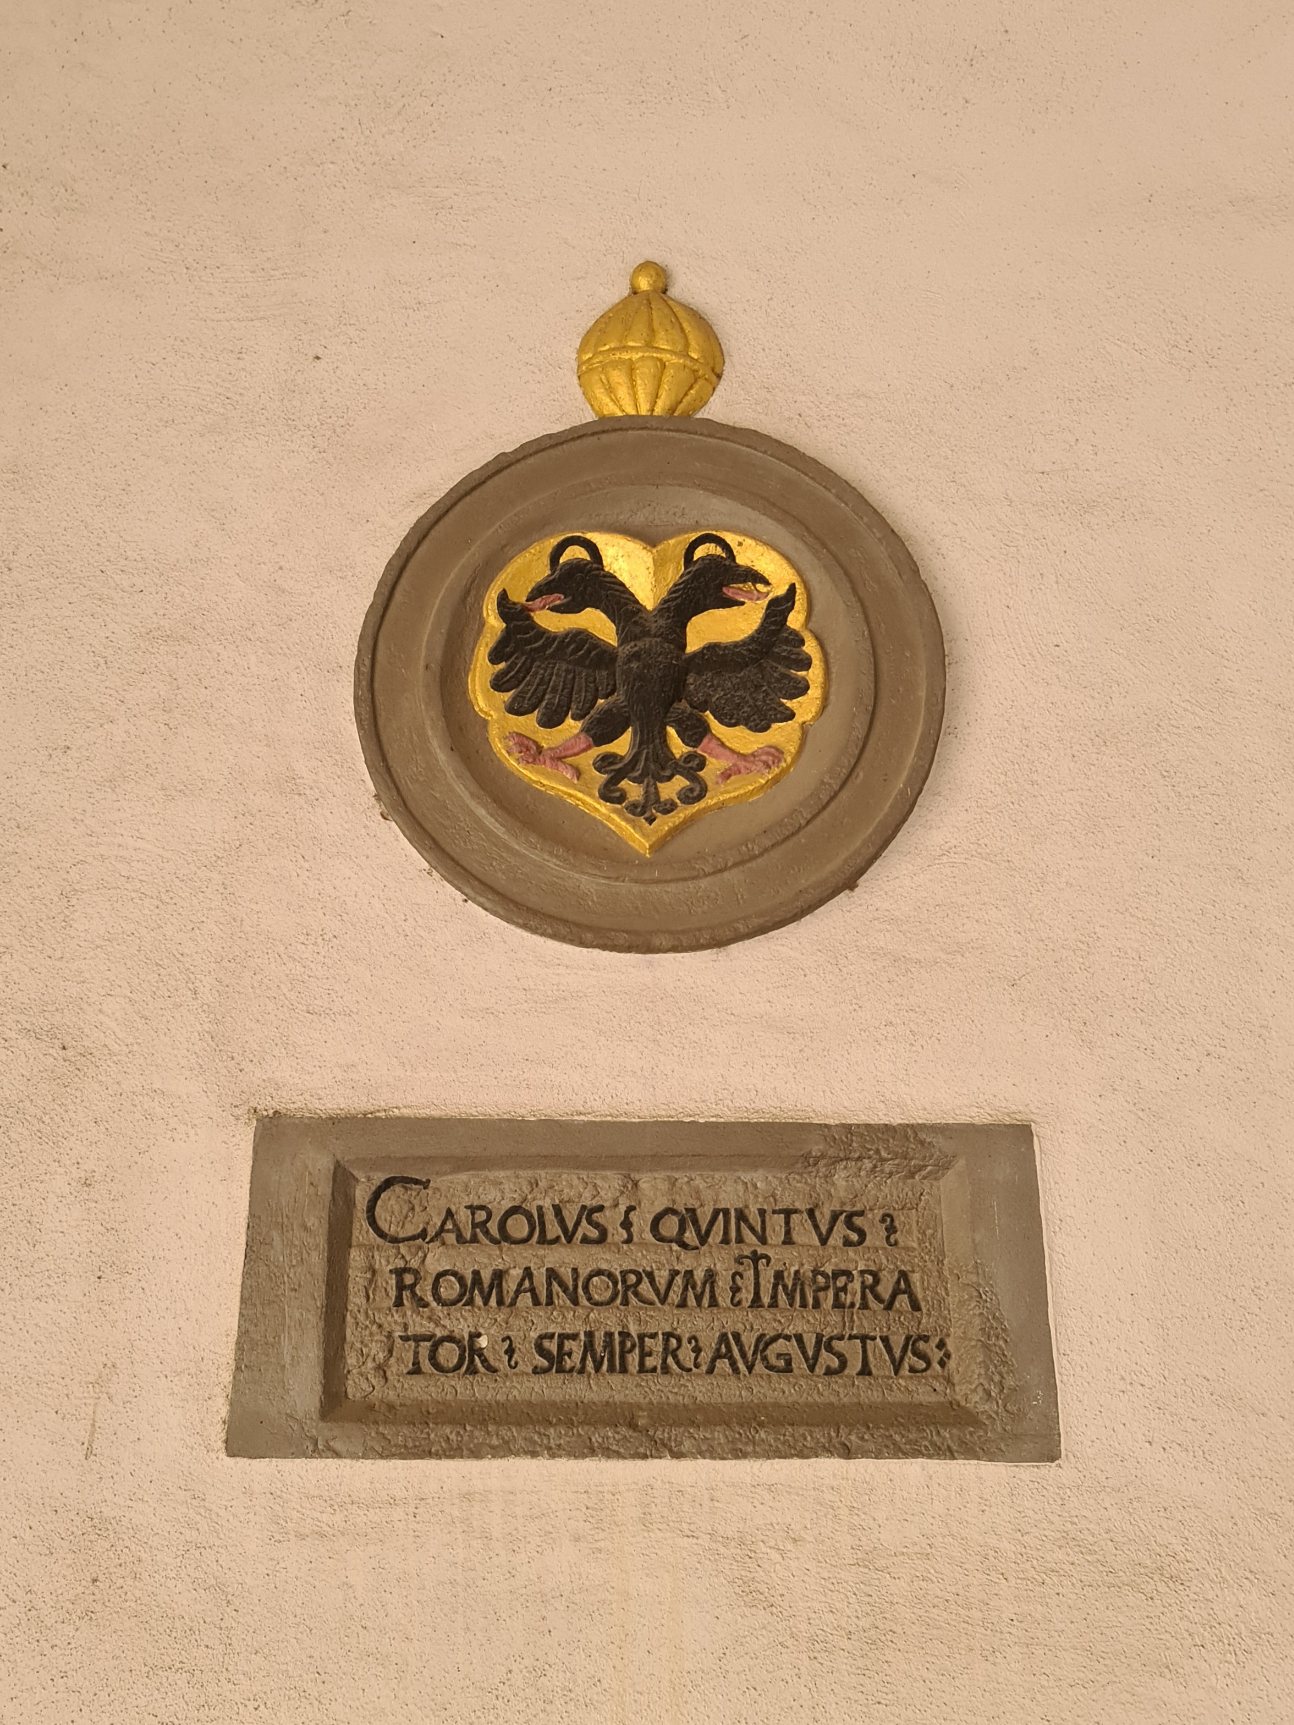 CAROLVS QVINTVS
ROMANORVM IMPERA
TOR SEMPER AVGVSTVS